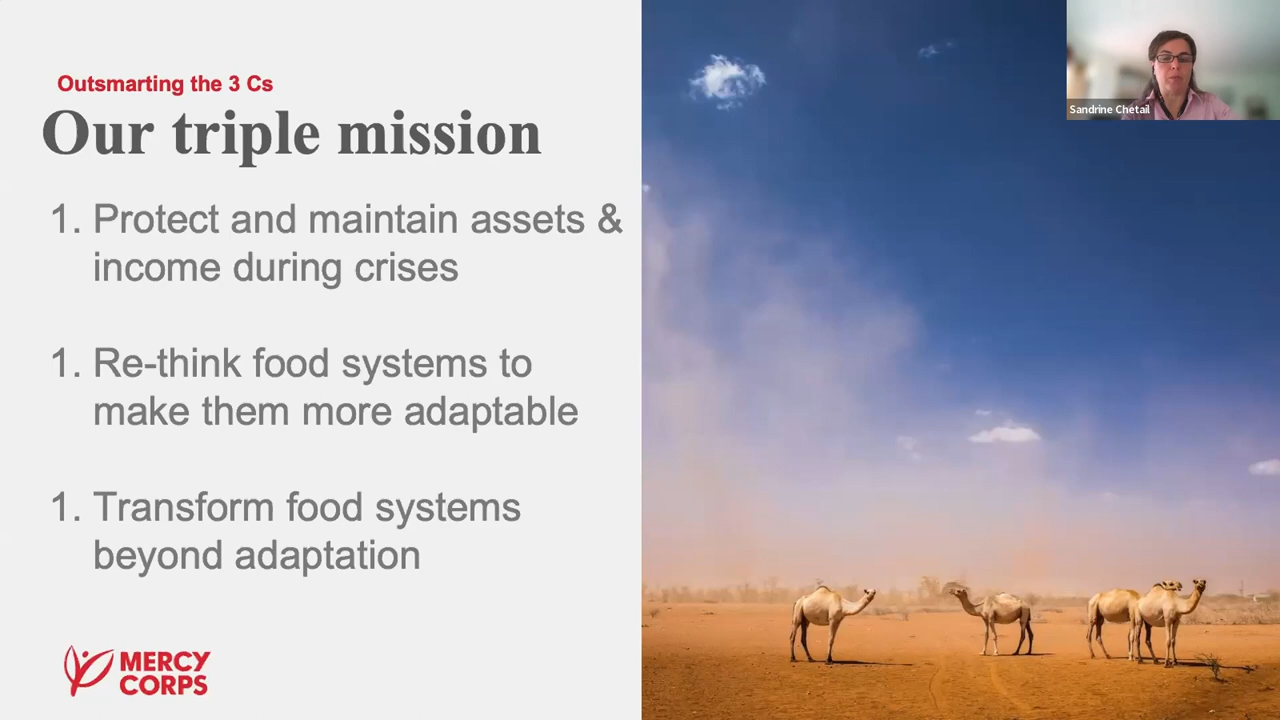 Outsmarting the 3 Cs
Our triple mission
1. Protect and maintain assets &
income during crises
1. Re-think food systems to
make them more adaptable
1. Transform food systems
beyond adaptation
MERCY
CORPS
Sandrine Chetail